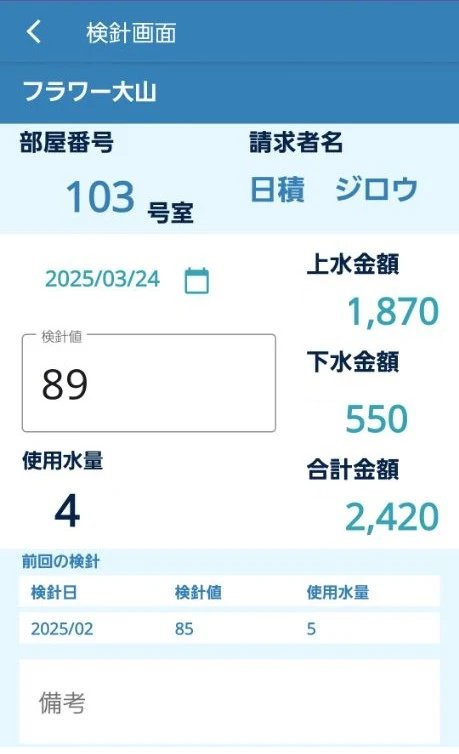 検針画面
フラワー大山
部屋番号
請求者名
103 号室
日積 ジロウ
2025/03/24
上水金額
1,870
検針値
89
下水金額
550
使用水量
4
合計金額
2,420
前回の検針
検針日 検針値 使用水量
2025/02 85 5
備考